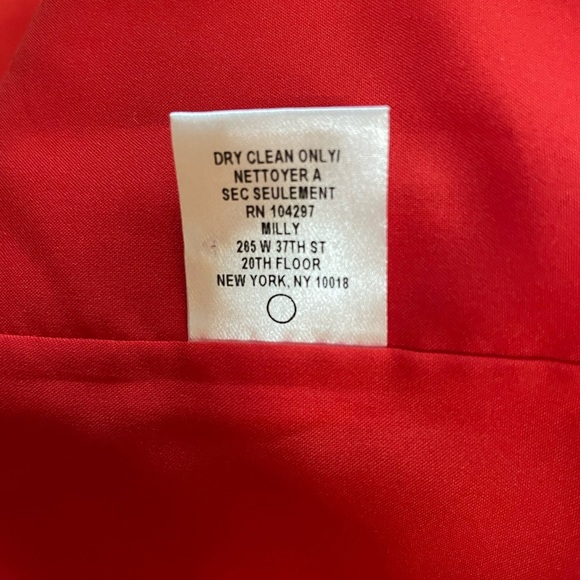 DRY CLEAN ONLY/
NETTOYER A
SEC SEULEMENT
RN 104297
MILLY
265 W 37TH ST
20TH FLOOR
NEW YORK, NY 10018